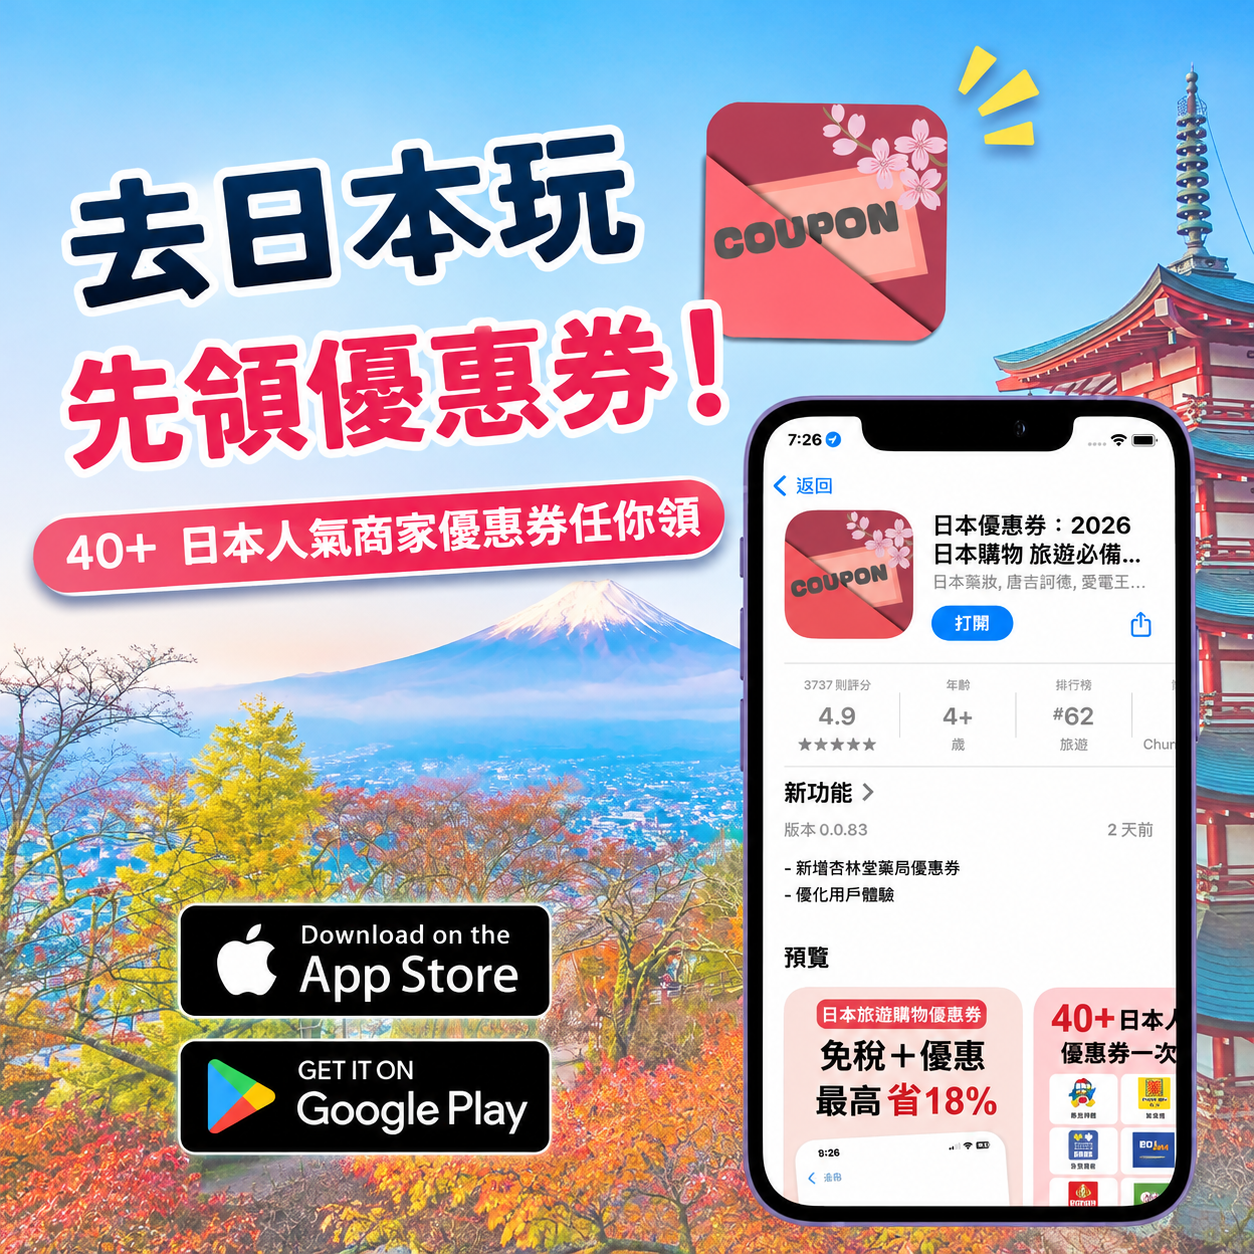 去日本玩
先領優惠券！
40+ 日本人氣商家優惠券任你領
COUPON
Download on the
App Store
GET IT ON
Google Play
7:26
返回
COUPON
日本優惠券：2026
日本購物 旅遊必備...
日本藥妝, 唐吉訶德, 愛電王...
打開
3737 則評分
4.9
★★★★★
年齡
4+
歲
排行榜
#62
旅遊
Chun
新功能
版本 0.0.83
2 天前
- 新增杏林堂藥局優惠券
- 優化用戶體驗
預覽
日本旅遊購物優惠券
免稅＋優惠
最高省18%
9:26
40+日本人
優惠券一次